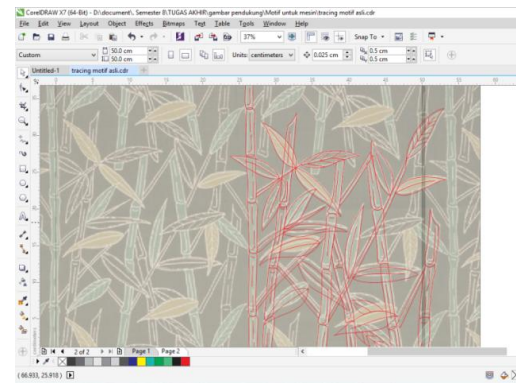 CorelDRAW X7 (64-Bit) - D:\document\. Semester 8\TUGAS AKHIR\gambar pendukung\Motif untuk mesin\tracing motif asli.cdr
File Edit View Layout Object Effects Bitmaps Text Table Tools Window Help
37% Snap To
Custom 50.0 cm 50.0 cm Units: centimeters 0.025 cm 0.5 cm 0.5 cm
Untitled-1 tracing motif asli.cdr
2 of 2 Page 1 Page 2
(66.933, 25.918)